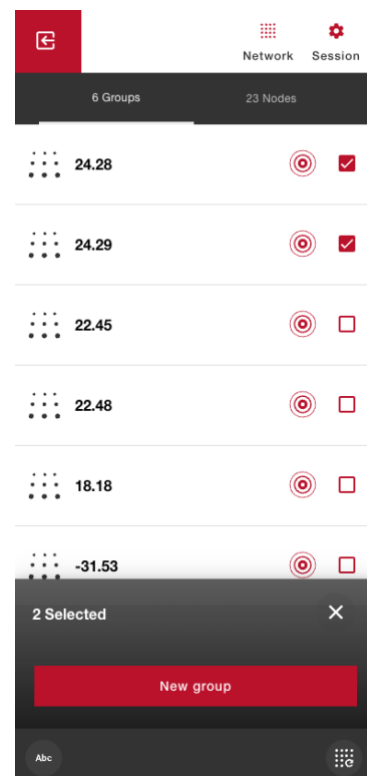 Network Session
6 Groups 23 Nodes
24.28
24.29
22.45
22.48
18.18
-31.53
2 Selected
New group
Abc